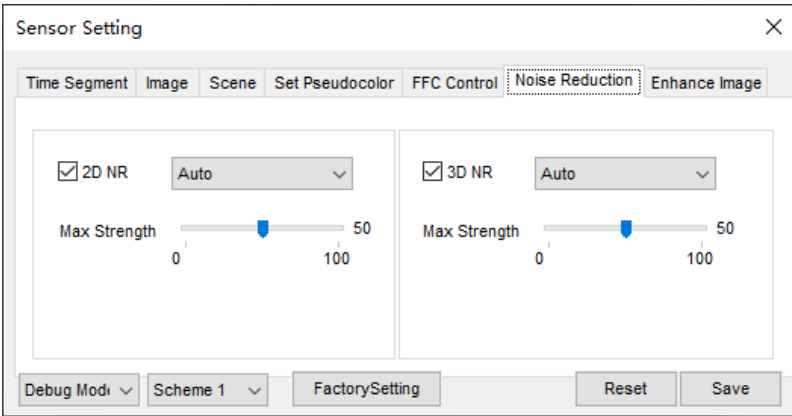 Sensor Setting
Time Segment Image Scene Set Pseudocolor FFC Control Noise Reduction Enhance Image
2D NR Auto
Max Strength 50
0 100
3D NR Auto
Max Strength 50
0 100
Debug Mod Scheme 1 FactorySetting Reset Save